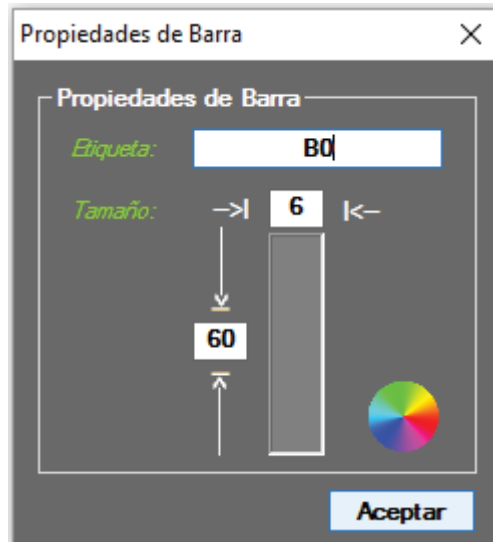 Propiedades de Barra
Propiedades de Barra
Etiqueta: B0
Tamaño: 6
60
Aceptar